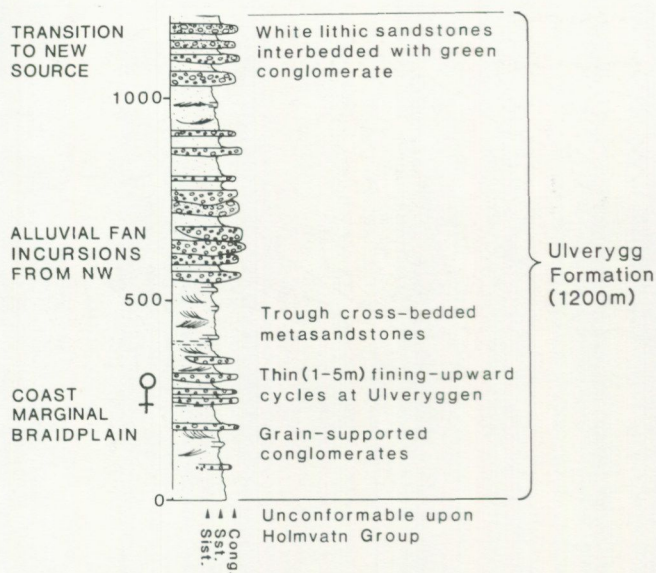 TRANSITION
TO NEW
SOURCE
White lithic sandstones
interbedded with green
conglomerate
1000
ALLUVIAL FAN
INCURSIONS
FROM NW
Ulverygg
Formation
(1200m)
500
Trough cross-bedded
metasandstones
Thin (1-5m) fining-upward
cycles at Ulveryggen
COAST
MARGINAL
BRAIDPLAIN
Grain-supported
conglomerates
0
Unconformable upon
Holmvatn Group
Cong.
Sst.
Slst.